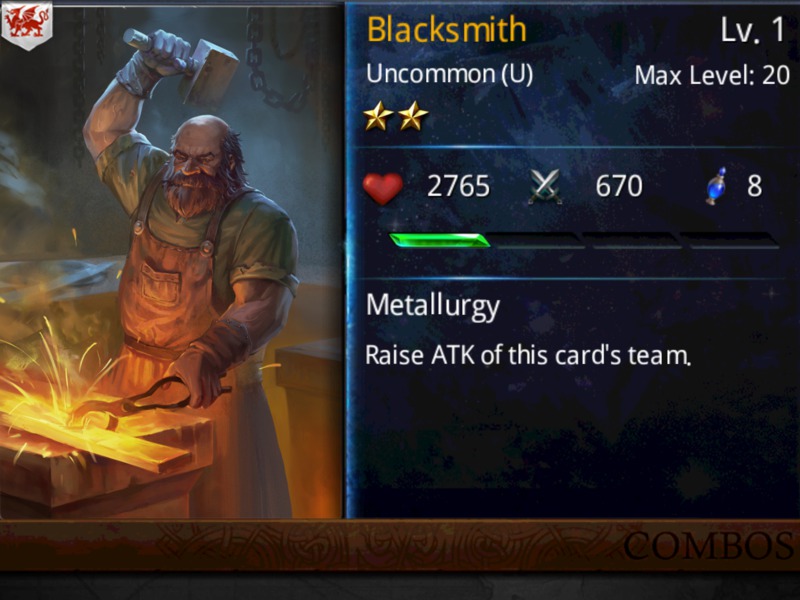 Blacksmith Lv. 1
Uncommon (U) Max Level: 20
2765 670 8
Metallurgy
Raise ATK of this card's team.
COMBOS